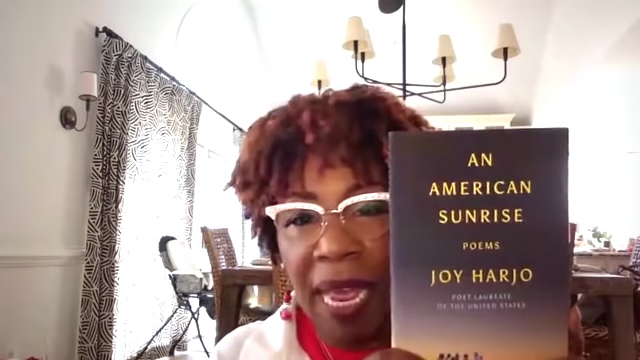 AN
AMERICAN
SUNRISE
POEMS
JOY HARJO
POET LAUREATE
OF THE UNITED STATES